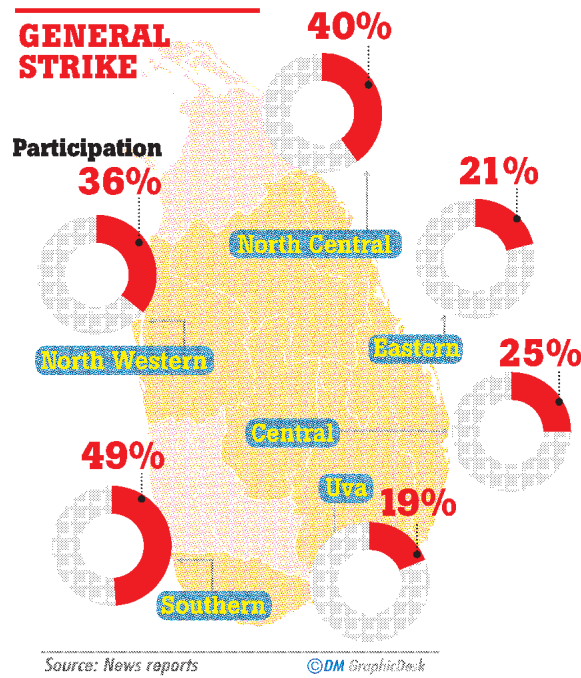 GENERAL
STRIKE
40%
Participation
36%
21%
North Central
North Western
Eastern
25%
Central
49%
Uva
19%
Southern
Source: News reports
©DM GraphicDeck